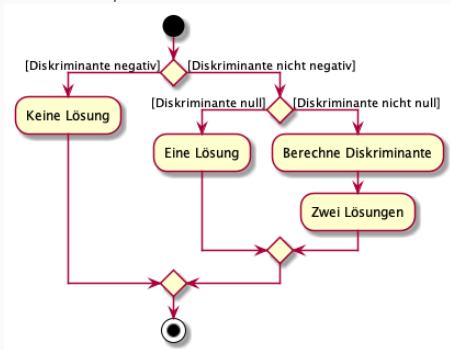 [Diskriminante negativ]
[Diskriminante nicht negativ]
Keine Lösung
[Diskriminante null]
[Diskriminante nicht null]
Eine Lösung
Berechne Diskriminante
Zwei Lösungen